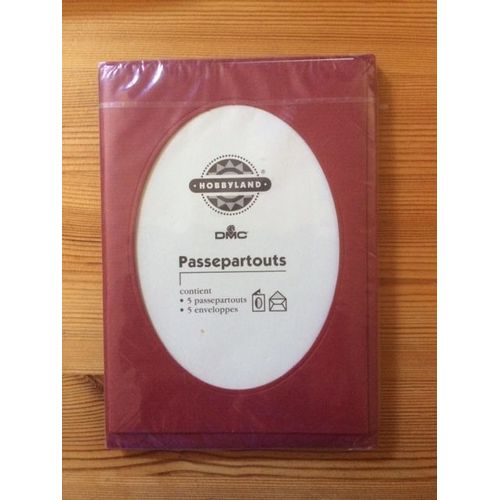 HOBBYLAND
®
DMC
Passepartouts
contient
• 5 passepartouts
• 5 enveloppes